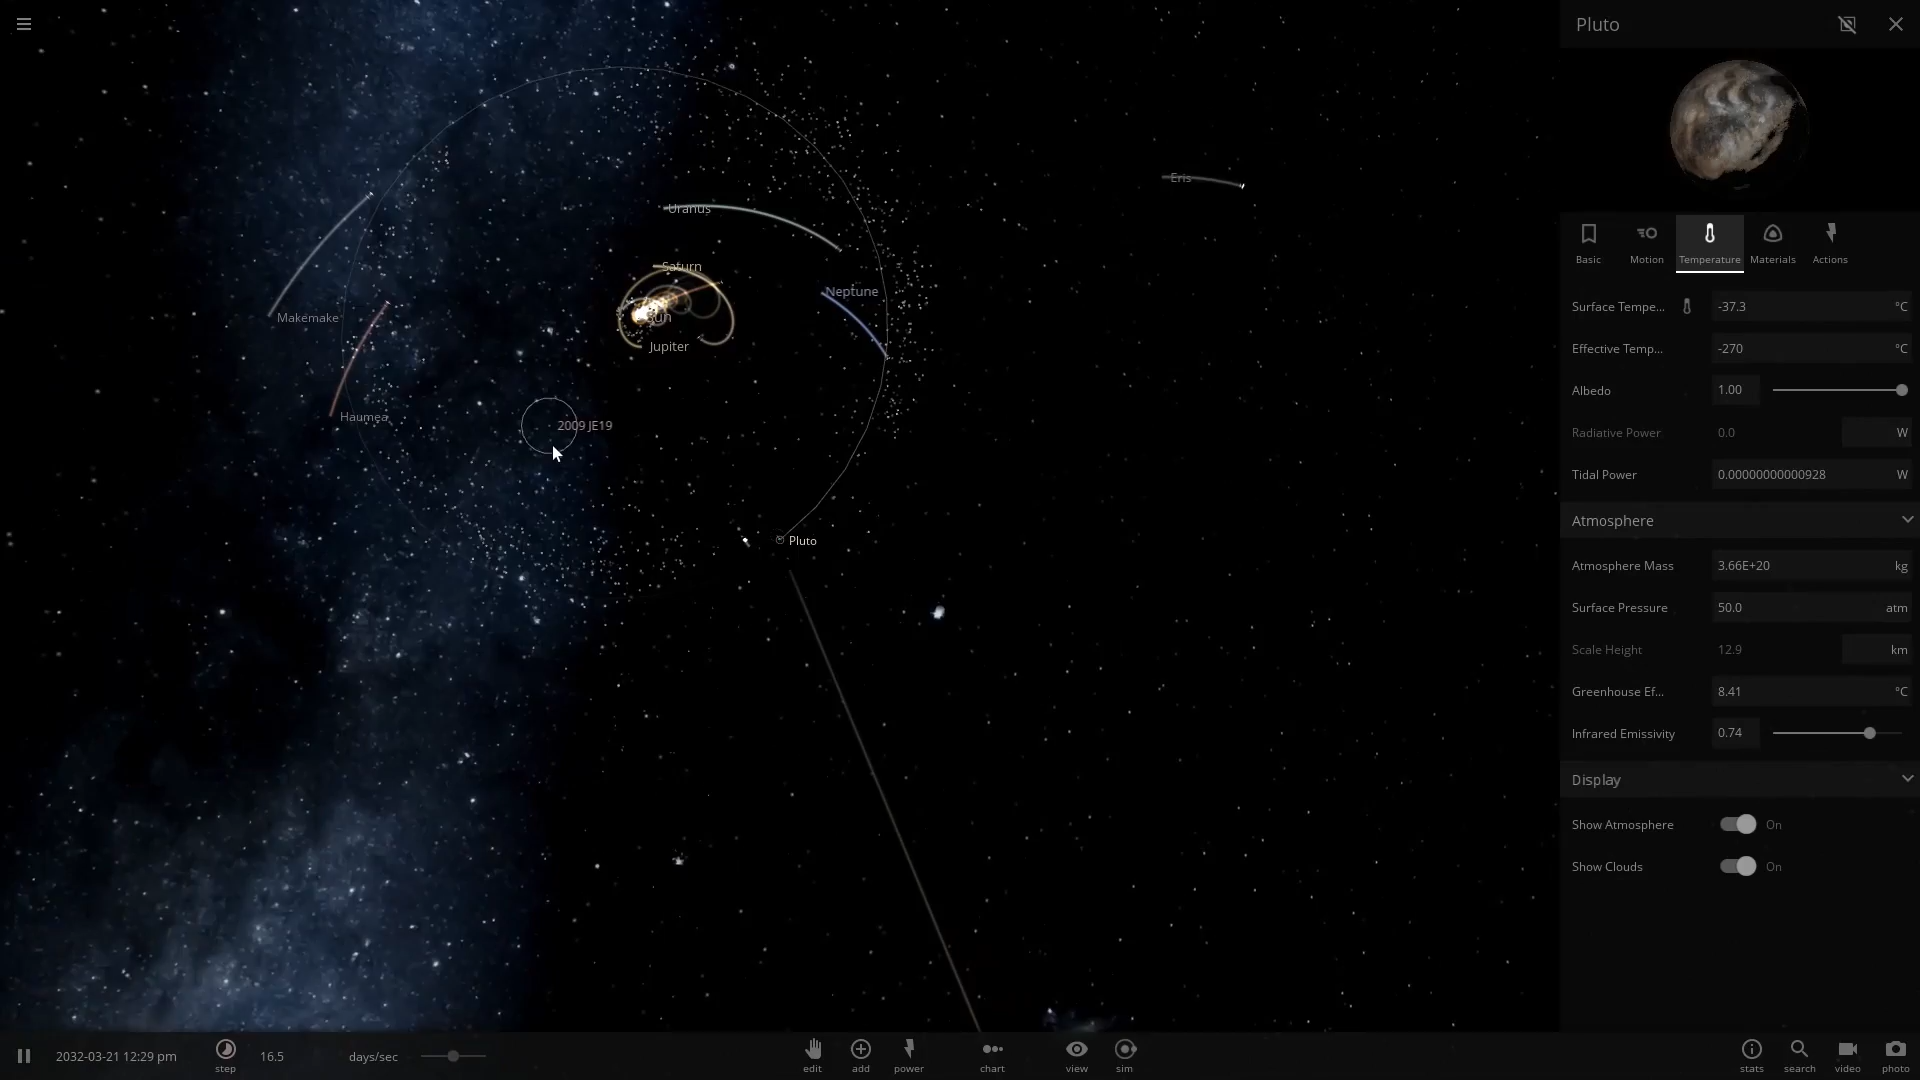 Pluto
Eris
Uranus
Saturn
Neptune
Sun
Makemake
Jupiter
Haumea
2009 JE19
Pluto
Basic Motion Temperature Materials Actions
Surface Tempe... -37.3 °C
Effective Temp... -270 °C
Albedo 1.00
Radiative Power 0.0 W
Tidal Power 0.00000000000928 W
Atmosphere
Atmosphere Mass 3.66E+20 kg
Surface Pressure 50.0 atm
Scale Height 12.9 km
Greenhouse Ef... 8.41 °C
Infrared Emissivity 0.74
Display
Show Atmosphere On
Show Clouds On
2032-03-21 12:29 pm step 16.5 days/sec edit add power chart view sim stats search video photo